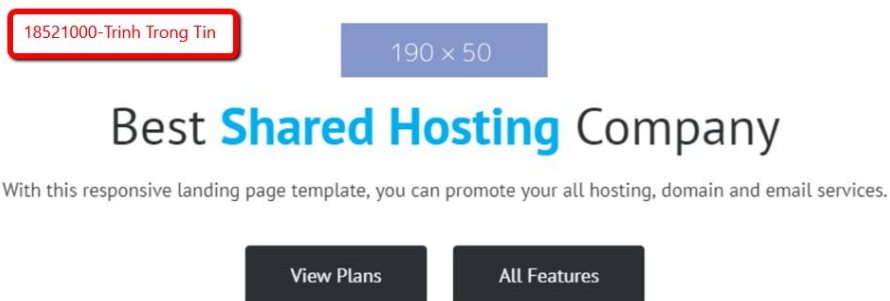 18521000-Trinh Trong Tin
190 × 50
Best Shared Hosting Company
With this responsive landing page template, you can promote your all hosting, domain and email services.
View Plans
All Features